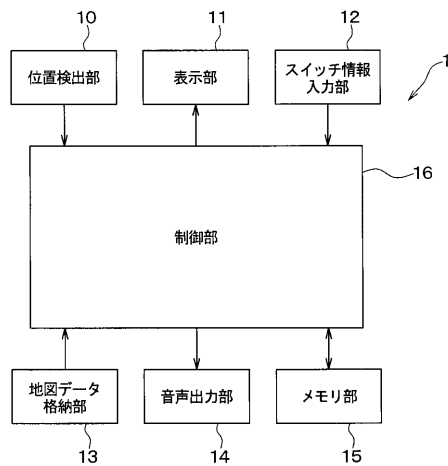 10
11
12
1
位置検出部
表示部
スイッチ情報
入力部
16
制御部
地図データ
格納部
音声出力部
メモリ部
13
14
15